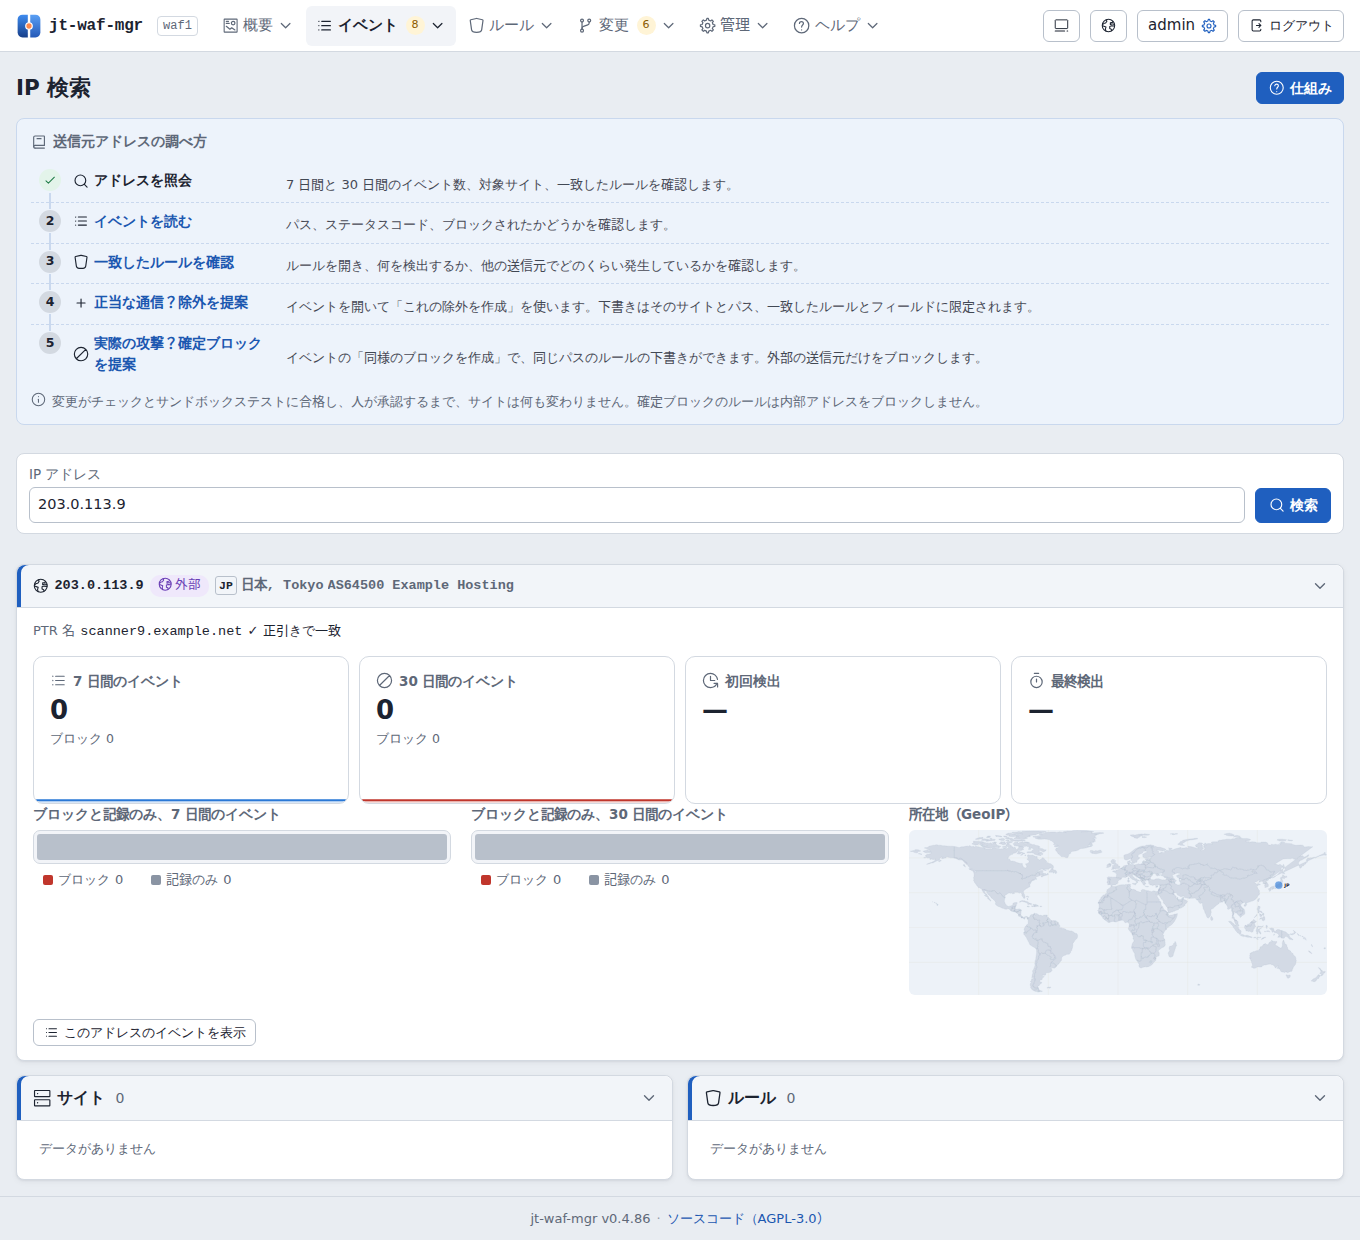 jt-waf-mgr waf1 概要 イベント 8 ルール 変更 6 管理 ヘルプ admin ログアウト
IP 検索
仕組み
送信元アドレスの調べ方
アドレスを照会 7 日間と 30 日間のイベント数、対象サイト、一致したルールを確認します。
2 イベントを読む パス、ステータスコード、ブロックされたかどうかを確認します。
3 一致したルールを確認 ルールを開き、何を検出するか、他の送信元でどのくらい発生しているかを確認します。
4 正当な通信？除外を提案 イベントを開いて「これの除外を作成」を使います。下書きはそのサイトとパス、一致したルールとフィールドに限定されます。
5 実際の攻撃？確定ブロックを提案 イベントの「同様のブロックを作成」で、同じパスのルールの下書きができます。外部の送信元だけをブロックします。
変更がチェックとサンドボックステストに合格し、人が承認するまで、サイトは何も変わりません。確定ブロックのルールは内部アドレスをブロックしません。
IP アドレス
203.0.113.9
検索
203.0.113.9 外部 JP 日本, Tokyo AS64500 Example Hosting
PTR 名 scanner9.example.net ✓ 正引きで一致
7 日間のイベント
0
ブロック 0
30 日間のイベント
0
ブロック 0
初回検出
—
最終検出
—
ブロックと記録のみ、7 日間のイベント
ブロック 0 記録のみ 0
ブロックと記録のみ、30 日間のイベント
ブロック 0 記録のみ 0
所在地（GeoIP）
JP
このアドレスのイベントを表示
サイト 0
データがありません
ルール 0
データがありません
jt-waf-mgr v0.4.86 · ソースコード（AGPL-3.0）